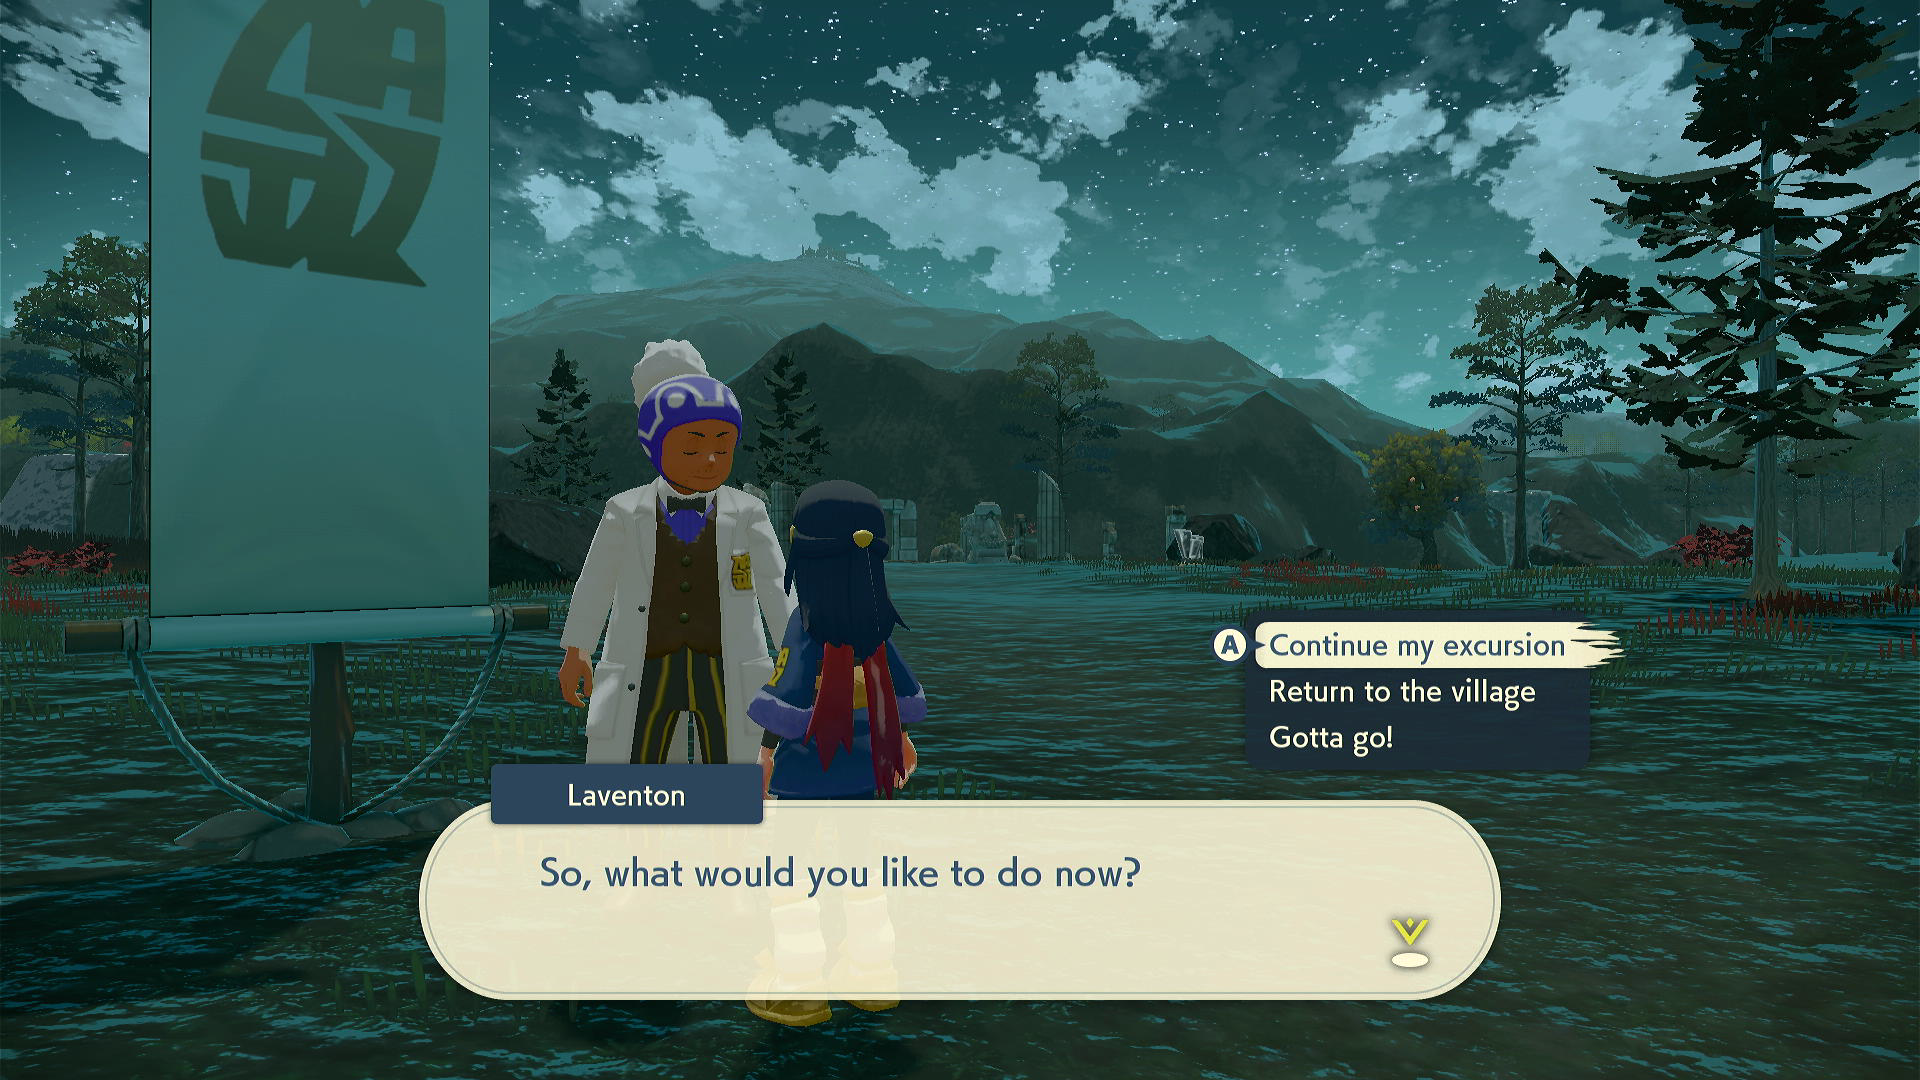 A
Continue my excursion
Return to the village
Gotta go!
Laventon
So, what would you like to do now?